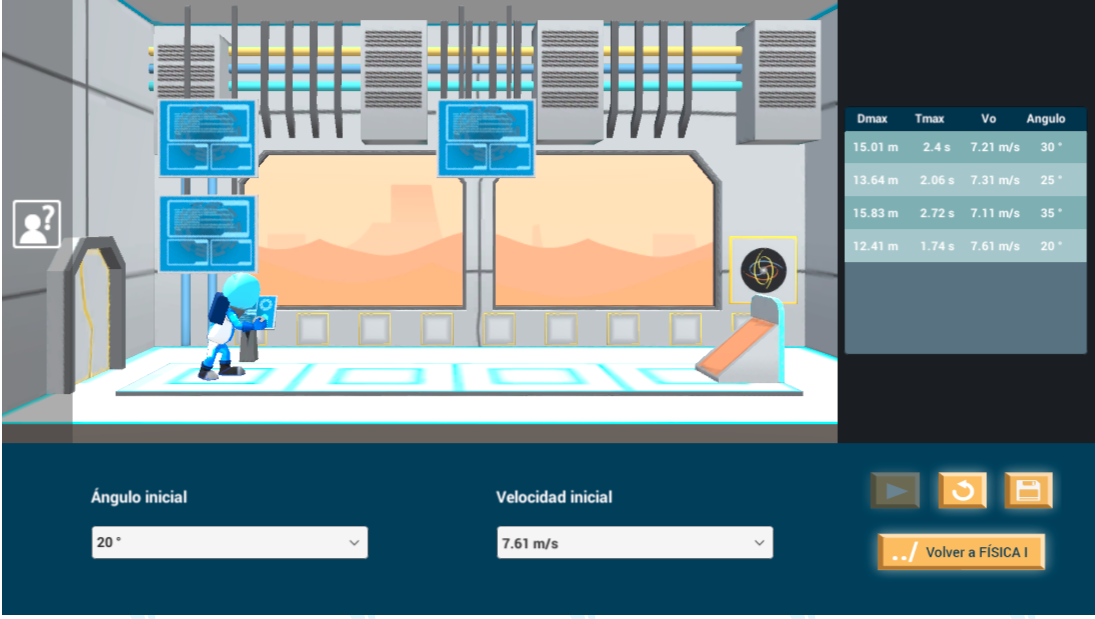 Dmax Tmax Vo Angulo
15.01 m 2.4 s 7.21 m/s 30 °
13.64 m 2.06 s 7.31 m/s 25 °
15.83 m 2.72 s 7.11 m/s 35 °
12.41 m 1.74 s 7.61 m/s 20 °
?
Ángulo inicial
20 °
Velocidad inicial
7.61 m/s
../ Volver a FÍSICA I